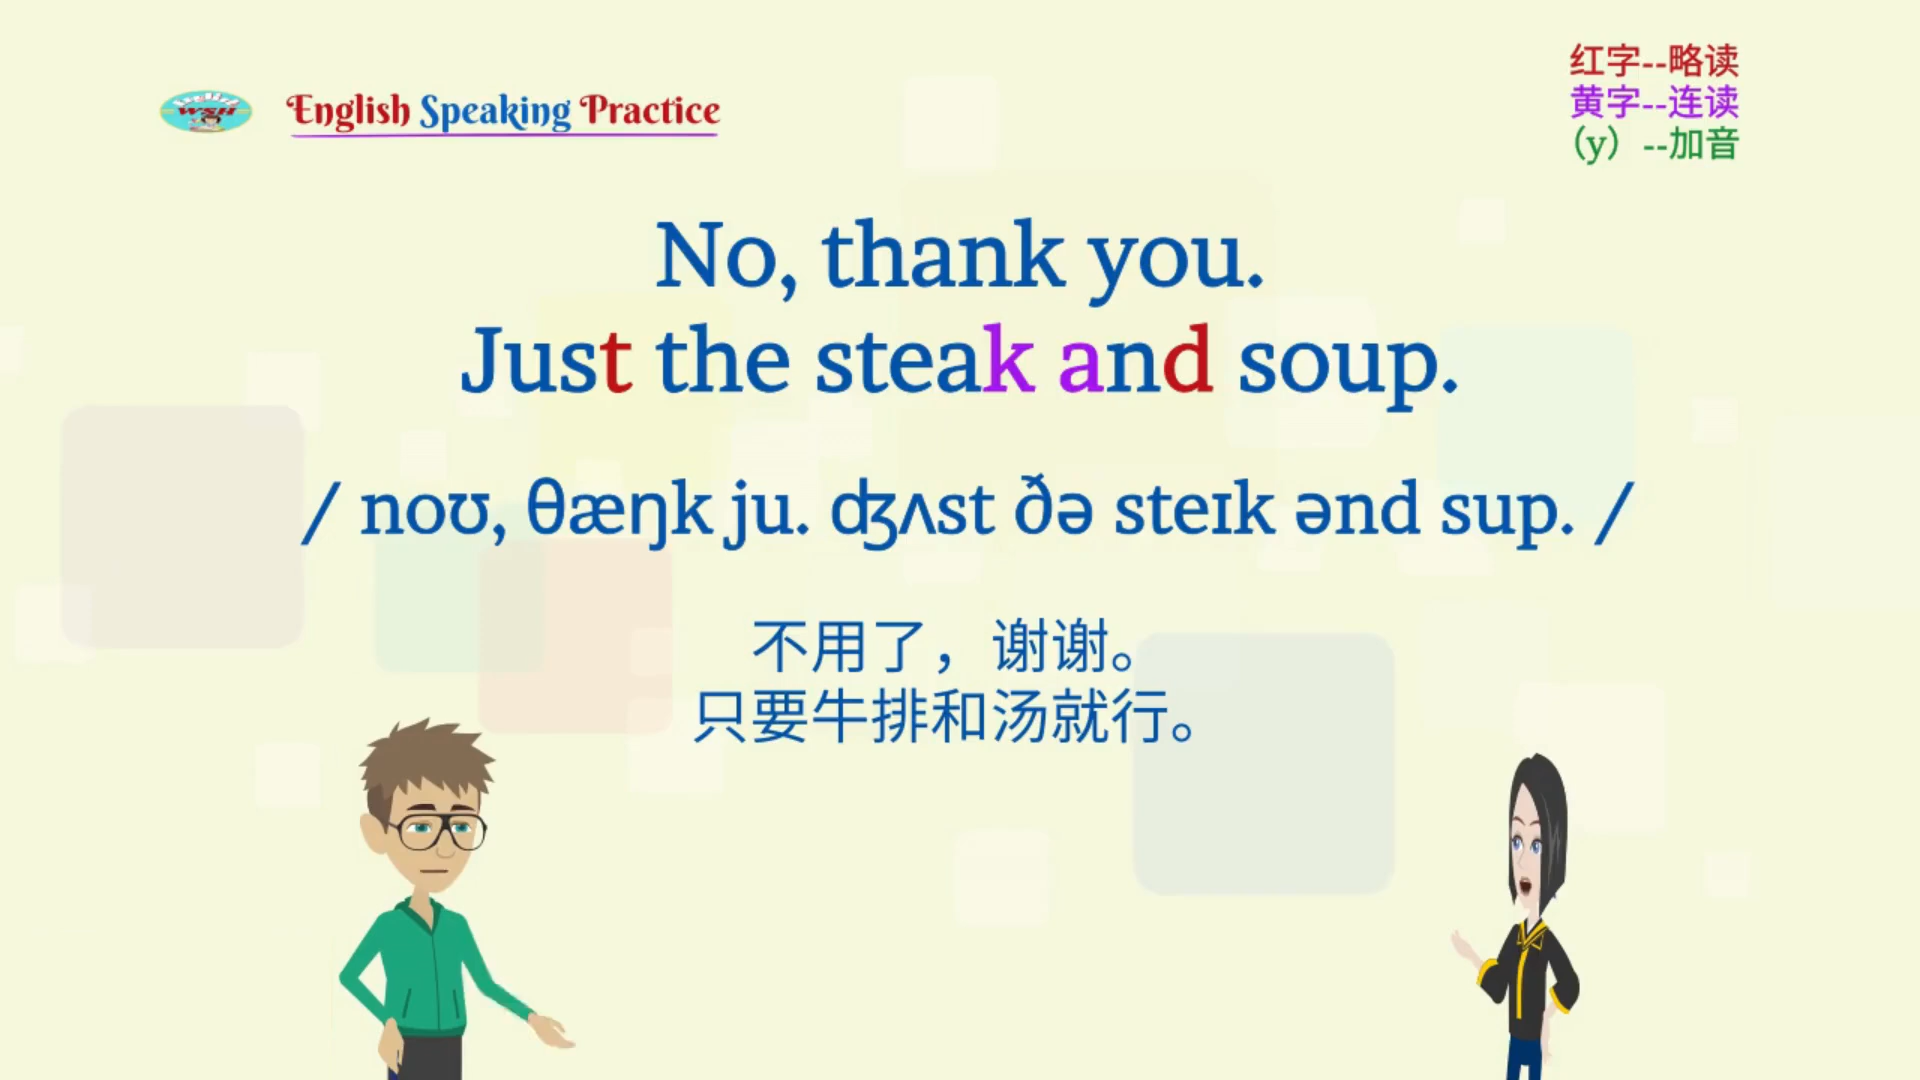 English Speaking Practice
红字--略读
黄字--连读
（y）--加音
No, thank you.
Just the steak and soup.
/ noʊ, θæŋk ju. ʤʌst ðə steɪk ənd sup. /
不用了，谢谢。
只要牛排和汤就行。